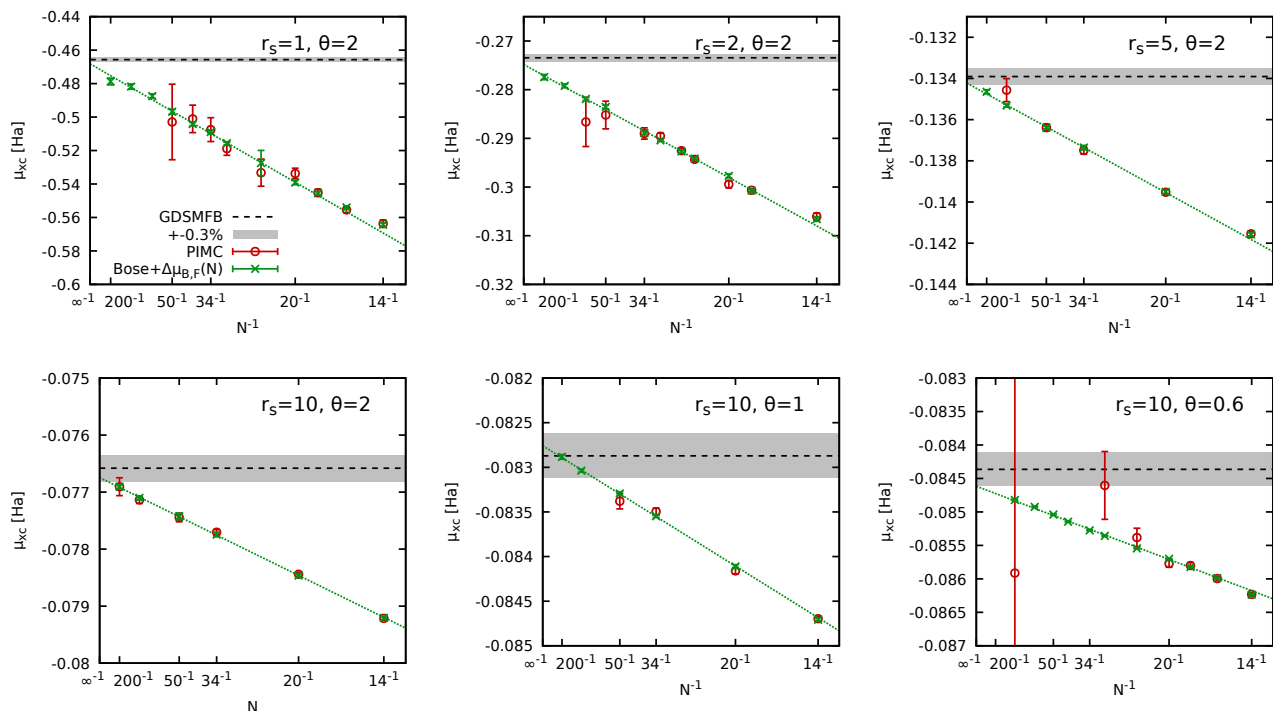 -0.44
-0.46
-0.48
-0.5
-0.52
-0.54
-0.56
-0.58
-0.6
μxc [Ha]
rs=1, θ=2
GDSMFB
+-0.3%
PIMC
Bose+ΔμB,F(N)
∞-1 200-1 50-1 34-1 20-1 14-1
N-1
-0.27
-0.28
-0.29
-0.3
-0.31
-0.32
μxc [Ha]
rs=2, θ=2
∞-1 200-1 50-1 34-1 20-1 14-1
N-1
-0.132
-0.134
-0.136
-0.138
-0.14
-0.142
-0.144
μxc [Ha]
rs=5, θ=2
∞-1 200-1 50-1 34-1 20-1 14-1
N-1
-0.075
-0.076
-0.077
-0.078
-0.079
-0.08
μxc [Ha]
rs=10, θ=2
∞-1 200-1 50-1 34-1 20-1 14-1
N
-0.082
-0.0825
-0.083
-0.0835
-0.084
-0.0845
-0.085
μxc [Ha]
rs=10, θ=1
∞-1 200-1 50-1 34-1 20-1 14-1
N-1
-0.083
-0.0835
-0.084
-0.0845
-0.085
-0.0855
-0.086
-0.0865
-0.087
μxc [Ha]
rs=10, θ=0.6
∞-1 200-1 50-1 34-1 20-1 14-1
N-1